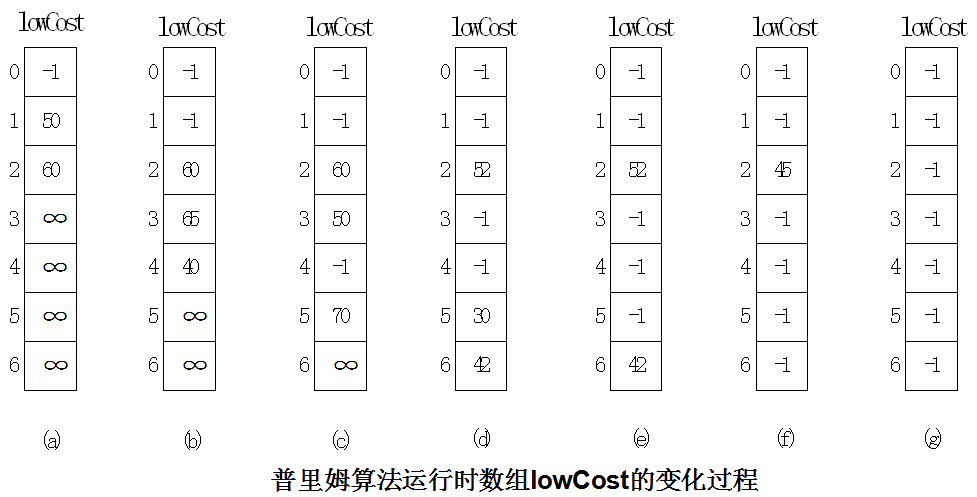 lowCost lowCost lowCost lowCost lowCost lowCost lowCost
0 -1 0 -1 0 -1 0 -1 0 -1 0 -1 0 -1
1 50 1 -1 1 -1 1 -1 1 -1 1 -1 1 -1
2 60 2 60 2 60 2 52 2 52 2 45 2 -1
3 ∞ 3 65 3 50 3 -1 3 -1 3 -1 3 -1
4 ∞ 4 40 4 -1 4 -1 4 -1 4 -1 4 -1
5 ∞ 5 ∞ 5 70 5 30 5 -1 5 -1 5 -1
6 ∞ 6 ∞ 6 ∞ 6 42 6 42 6 -1 6 -1
(a) (b) (c) (d) (e) (f) (g)
普里姆算法运行时数组lowCost的变化过程